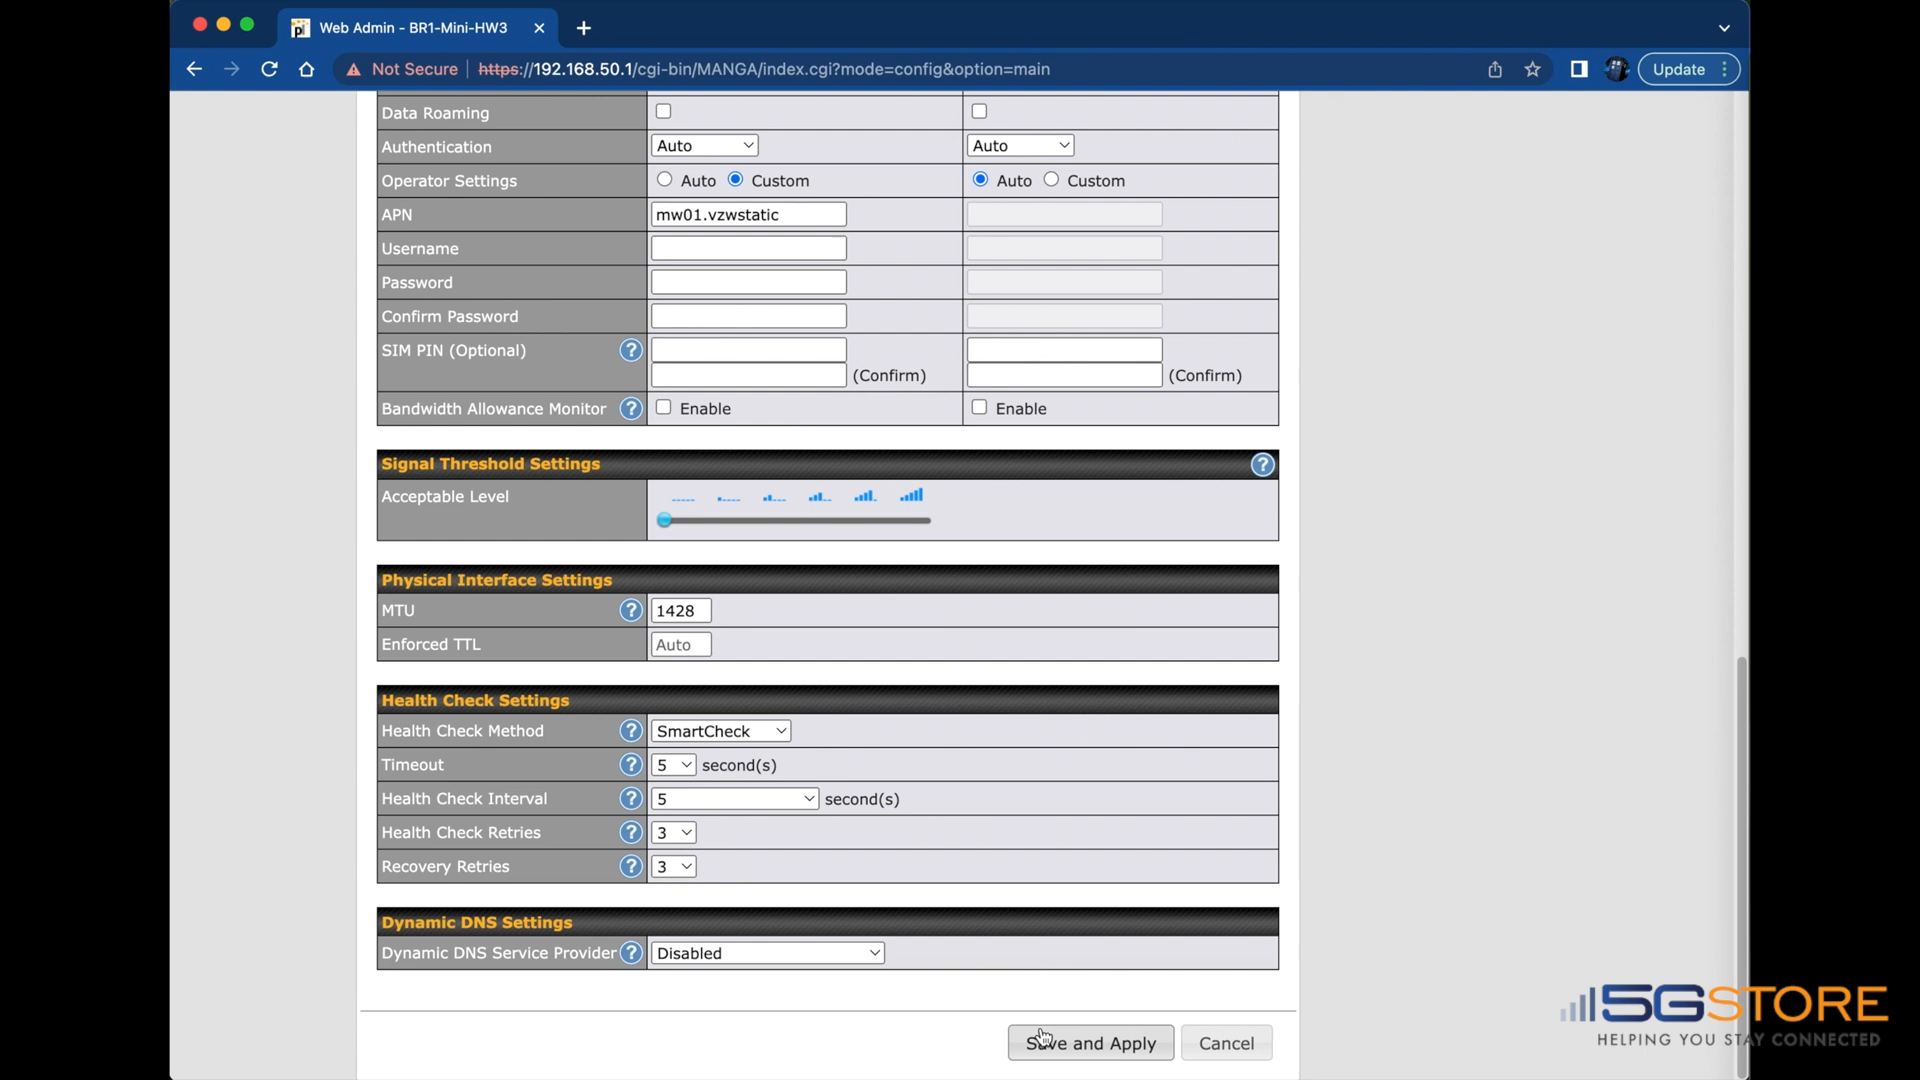 Web Admin - BR1-Mini-HW3
Not Secure | https://192.168.50.1/cgi-bin/MANGA/index.cgi?mode=config&option=main
Update
Data Roaming
Authentication Auto Auto
Operator Settings Auto Custom Auto Custom
APN mw01.vzwstatic
Username
Password
Confirm Password
SIM PIN (Optional) ?
(Confirm) (Confirm)
Bandwidth Allowance Monitor ? Enable Enable
Signal Threshold Settings ?
Acceptable Level
Physical Interface Settings
MTU ? 1428
Enforced TTL Auto
Health Check Settings
Health Check Method ? SmartCheck
Timeout ? 5 second(s)
Health Check Interval ? 5 second(s)
Health Check Retries ? 3
Recovery Retries ? 3
Dynamic DNS Settings
Dynamic DNS Service Provider ? Disabled
Save and Apply Cancel
5GSTORE
HELPING YOU STAY CONNECTED